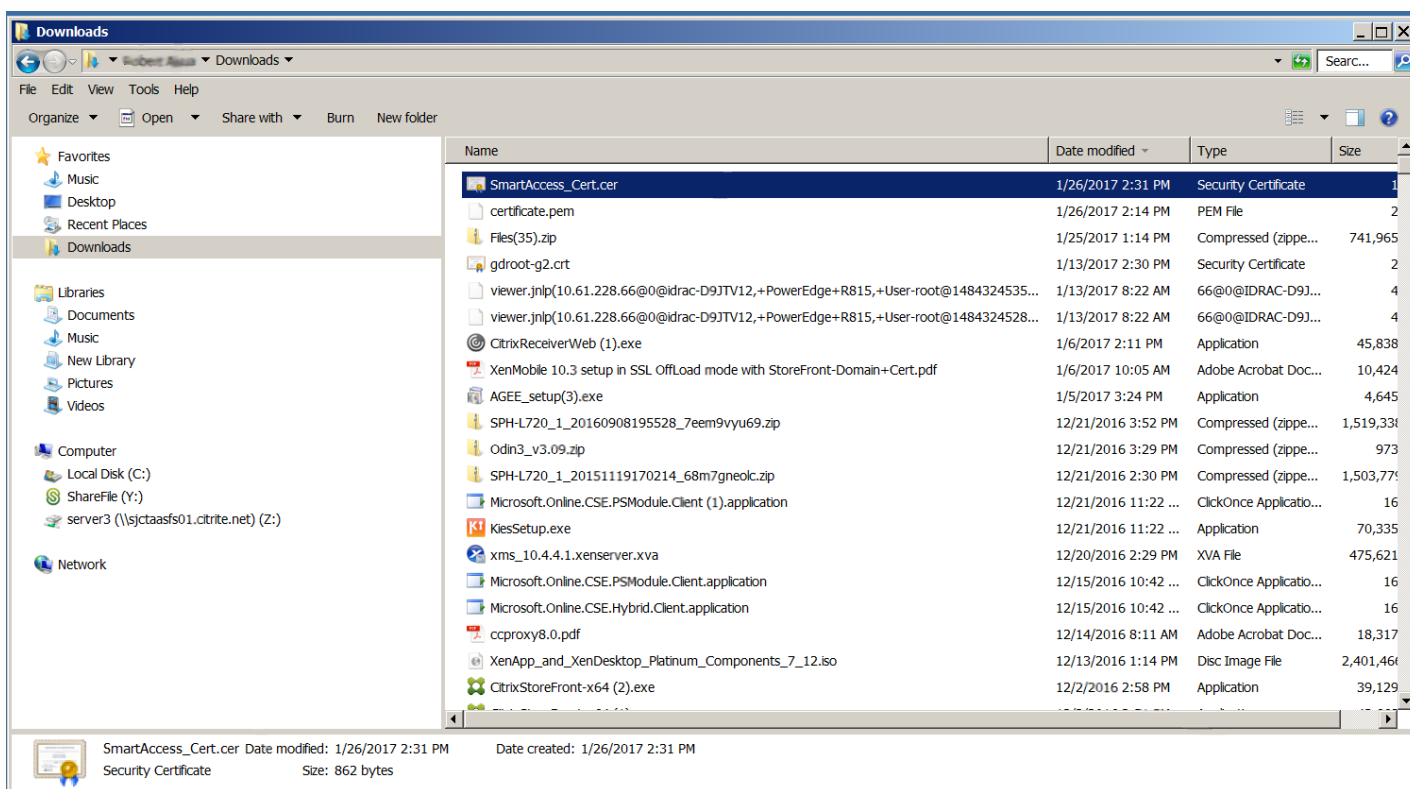 Downloads
Downloads
Searc...
File Edit View Tools Help
Organize Open Share with Burn New folder
Favorites
Music
Desktop
Recent Places
Downloads
Libraries
Documents
Music
New Library
Pictures
Videos
Computer
Local Disk (C:)
ShareFile (Y:)
server3 (\\sjctaasfs01.citrite.net) (Z:)
Network
Name Date modified Type Size
SmartAccess_Cert.cer 1/26/2017 2:31 PM Security Certificate 1
certificate.pem 1/26/2017 2:14 PM PEM File 2
Files(35).zip 1/25/2017 1:14 PM Compressed (zippe... 741,965
gdroot-g2.crt 1/13/2017 2:30 PM Security Certificate 2
viewer.jnlp(10.61.228.66@0@idrac-D9JTV12,+PowerEdge+R815,+User-root@1484324535... 1/13/2017 8:22 AM 66@0@IDRAC-D9J... 4
viewer.jnlp(10.61.228.66@0@idrac-D9JTV12,+PowerEdge+R815,+User-root@1484324528... 1/13/2017 8:22 AM 66@0@IDRAC-D9J... 4
CitrixReceiverWeb (1).exe 1/6/2017 2:11 PM Application 45,838
XenMobile 10.3 setup in SSL OffLoad mode with StoreFront-Domain+Cert.pdf 1/6/2017 10:05 AM Adobe Acrobat Doc... 10,424
AGEE_setup(3).exe 1/5/2017 3:24 PM Application 4,645
SPH-L720_1_20160908195528_7eem9vyu69.zip 12/21/2016 3:52 PM Compressed (zippe... 1,519,338
Odin3_v3.09.zip 12/21/2016 3:29 PM Compressed (zippe... 973
SPH-L720_1_20151119170214_68m7gneolc.zip 12/21/2016 2:30 PM Compressed (zippe... 1,503,779
Microsoft.Online.CSE.PSModule.Client (1).application 12/21/2016 11:22 ... ClickOnce Applicatio... 16
KiesSetup.exe 12/21/2016 11:22 ... Application 70,335
xms_10.4.4.1.xenserver.xva 12/20/2016 2:29 PM XVA File 475,621
Microsoft.Online.CSE.PSModule.Client.application 12/15/2016 10:42 ... ClickOnce Applicatio... 16
Microsoft.Online.CSE.Hybrid.Client.application 12/15/2016 10:42 ... ClickOnce Applicatio... 16
ccproxy8.0.pdf 12/14/2016 8:11 AM Adobe Acrobat Doc... 18,317
XenApp_and_XenDesktop_Platinum_Components_7_12.iso 12/13/2016 1:14 PM Disc Image File 2,401,466
CitrixStoreFront-x64 (2).exe 12/2/2016 2:58 PM Application 39,129
SmartAccess_Cert.cer Date modified: 1/26/2017 2:31 PM Date created: 1/26/2017 2:31 PM
Security Certificate Size: 862 bytes